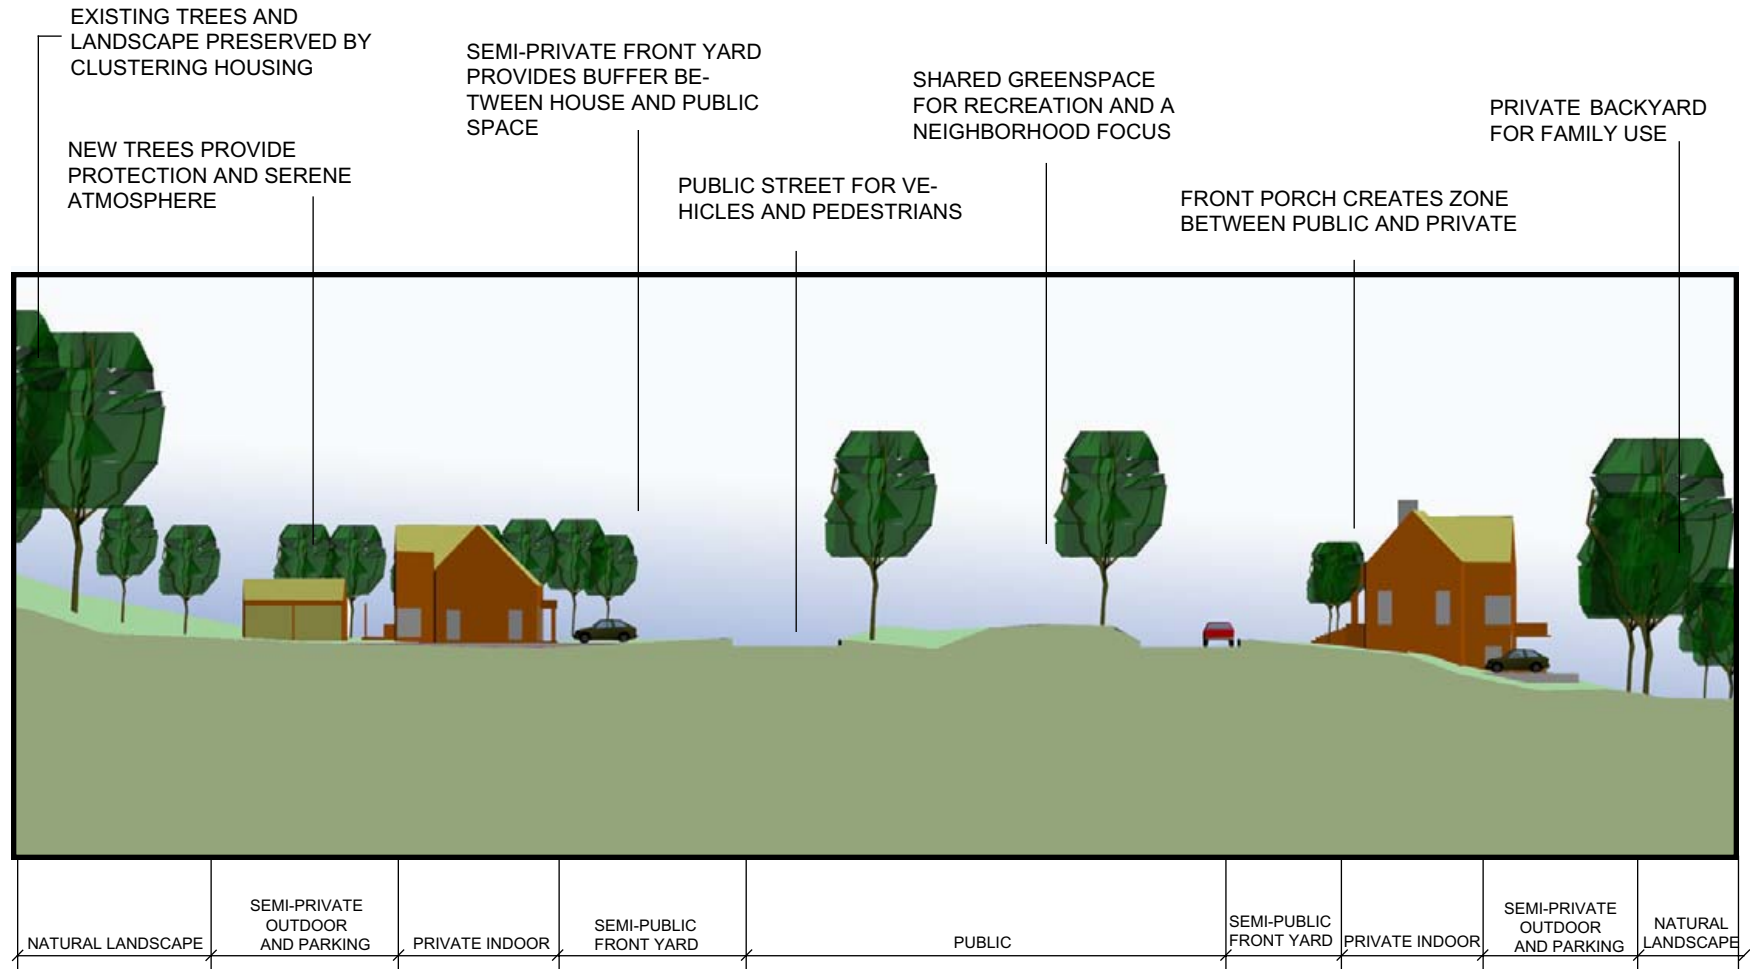 EXISTING TREES AND
LANDSCAPE PRESERVED BY
CLUSTERING HOUSING
NEW TREES PROVIDE
PROTECTION AND SERENE
ATMOSPHERE
SEMI-PRIVATE FRONT YARD
PROVIDES BUFFER BE-
TWEEN HOUSE AND PUBLIC
SPACE
PUBLIC STREET FOR VE-
HICLES AND PEDESTRIANS
SHARED GREENSPACE
FOR RECREATION AND A
NEIGHBORHOOD FOCUS
FRONT PORCH CREATES ZONE
BETWEEN PUBLIC AND PRIVATE
PRIVATE BACKYARD
FOR FAMILY USE
NATURAL LANDSCAPE
SEMI-PRIVATE
OUTDOOR
AND PARKING
PRIVATE INDOOR
SEMI-PUBLIC
FRONT YARD
PUBLIC
SEMI-PUBLIC
FRONT YARD
PRIVATE INDOOR
SEMI-PRIVATE
OUTDOOR
AND PARKING
NATURAL
LANDSCAPE